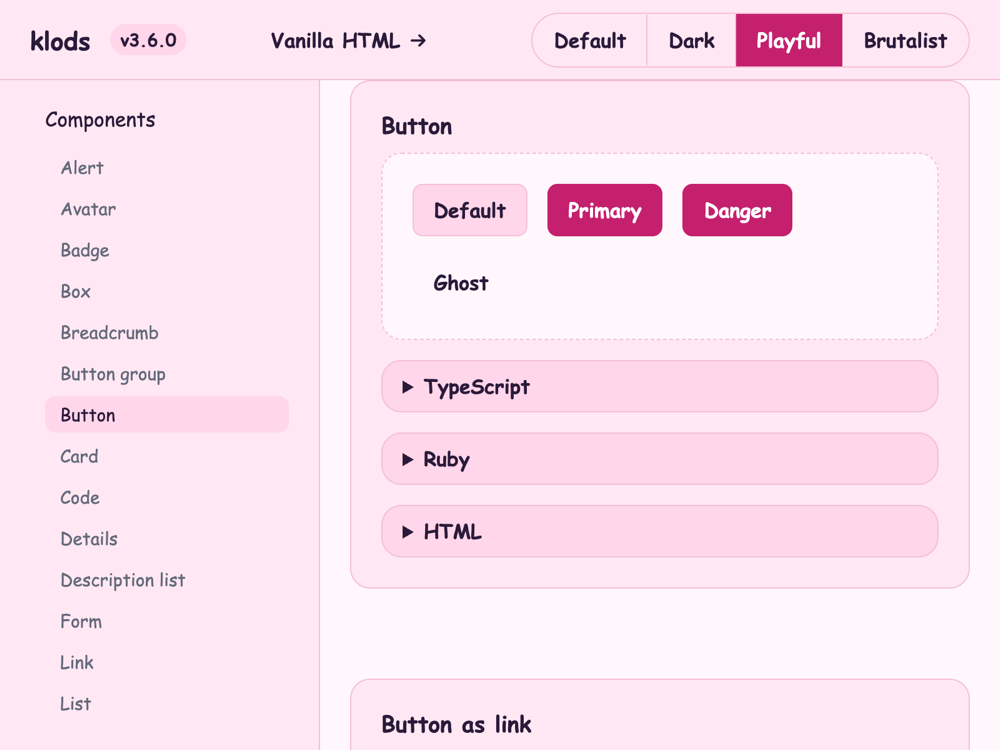 klods v3.6.0 Vanilla HTML → Default Dark Playful Brutalist
Components
Alert
Avatar
Badge
Box
Breadcrumb
Button group
Button
Card
Code
Details
Description list
Form
Link
List
Button
Default Primary Danger
Ghost
▶ TypeScript
▶ Ruby
▶ HTML
Button as link